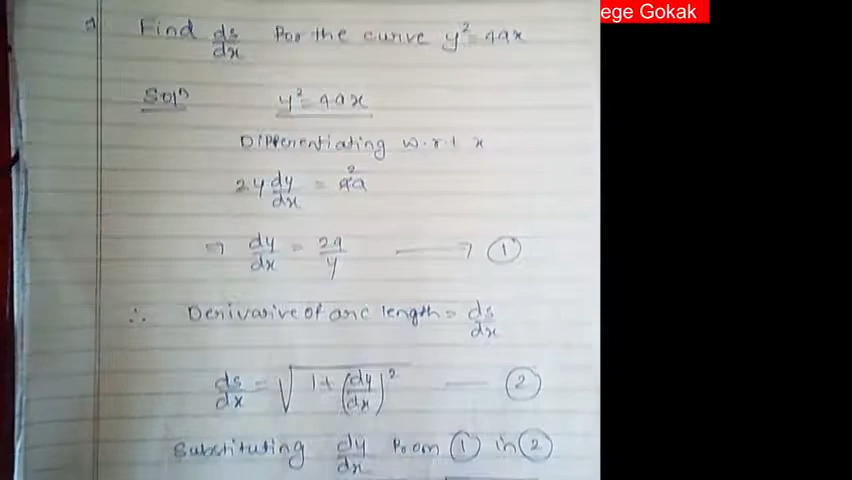 ege Gokak
Find ds/dx for the curve y² = 4ax
Solⁿ y² = 4ax
Differentiating w.r.t x
2y dy/dx = 4a
⇒ dy/dx = 2a/y → ①
∴ Derivative of arc length = ds/dx
ds/dx = √(1 + (dy/dx)²) — ②
Substituting dy/dx from ① in ②